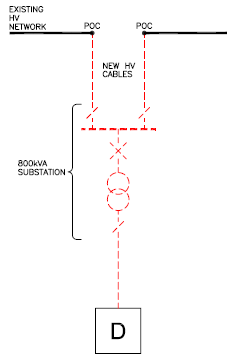 EXISTING
HV
NETWORK
POC
POC
NEW HV
CABLES
800kVA
SUBSTATION
D